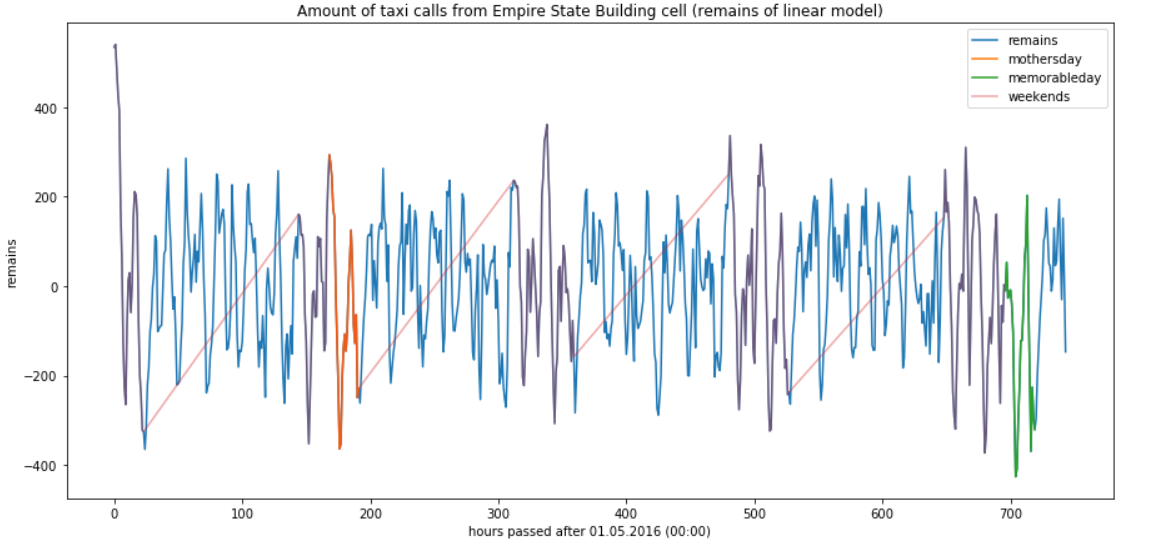 Amount of taxi calls from Empire State Building cell (remains of linear model)
remains
mothersday
memorableday
weekends
400
200
0
−200
−400
remains
0 100 200 300 400 500 600 700
hours passed after 01.05.2016 (00:00)